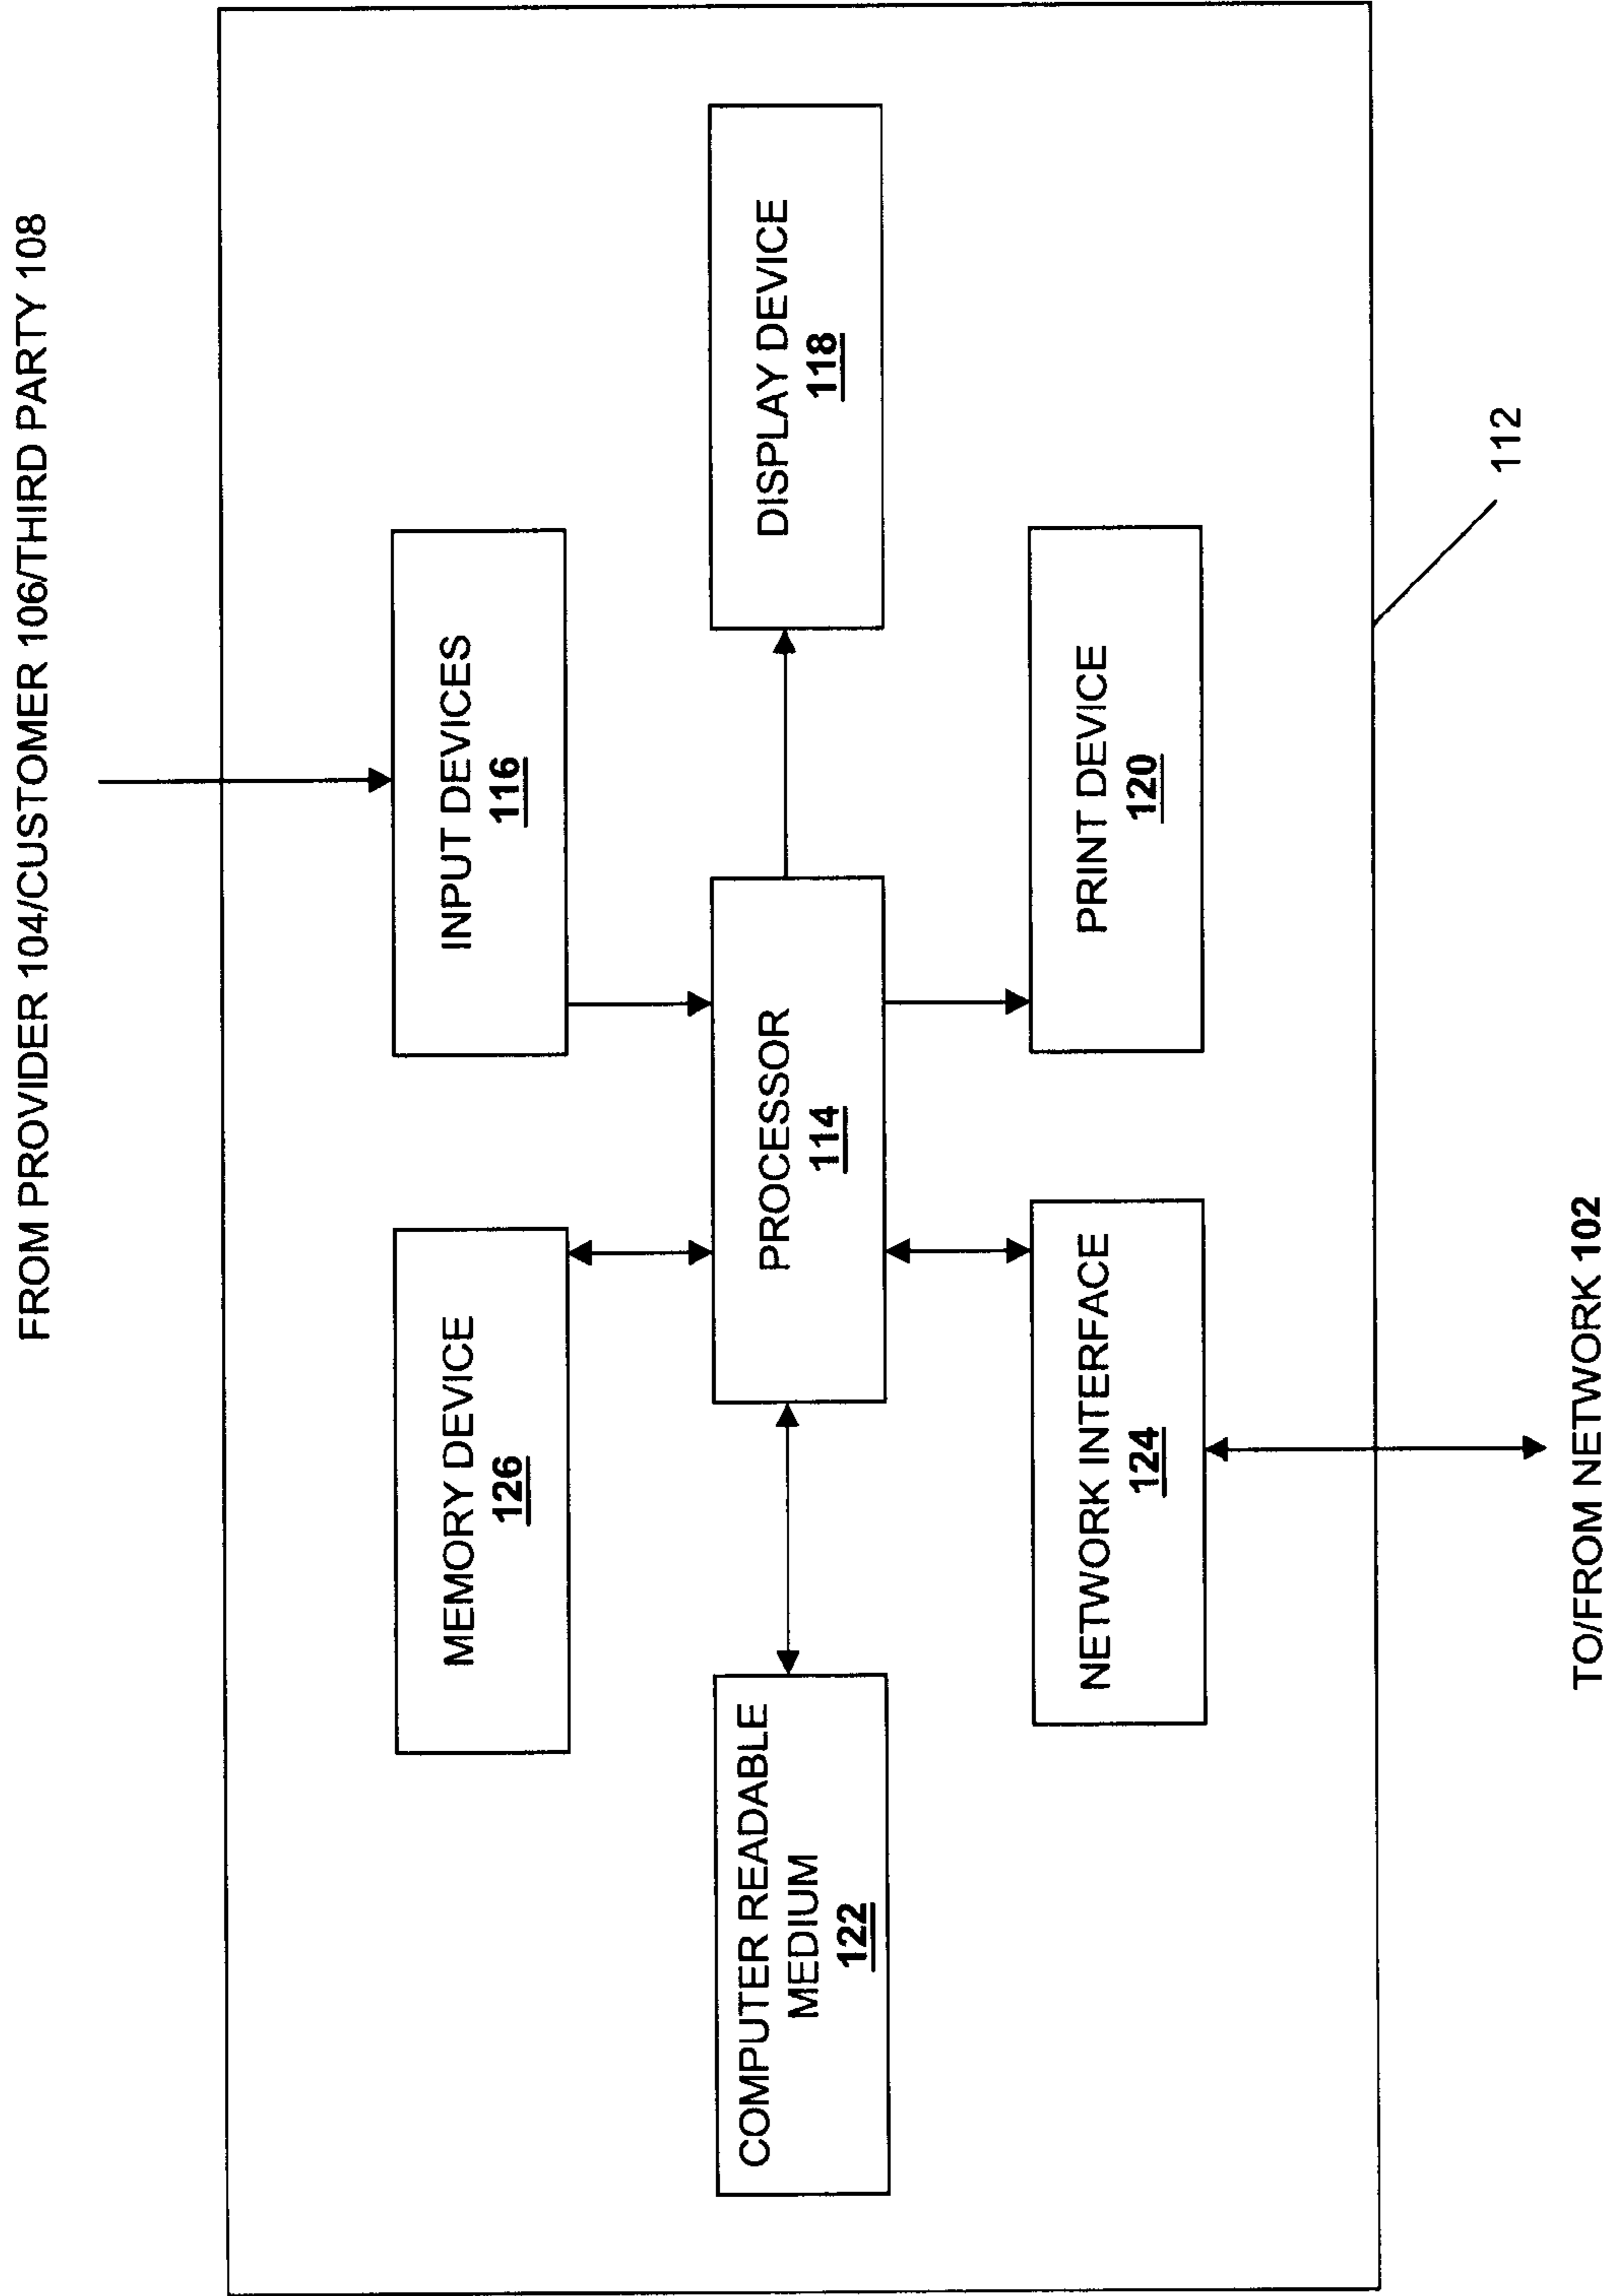 FROM PROVIDER 104/CUSTOMER 106/THIRD PARTY 108
MEMORY DEVICE
126
INPUT DEVICES
116
COMPUTER READABLE
MEDIUM
122
PROCESSOR
114
DISPLAY DEVICE
118
NETWORK INTERFACE
124
PRINT DEVICE
120
112
TO/FROM NETWORK 102